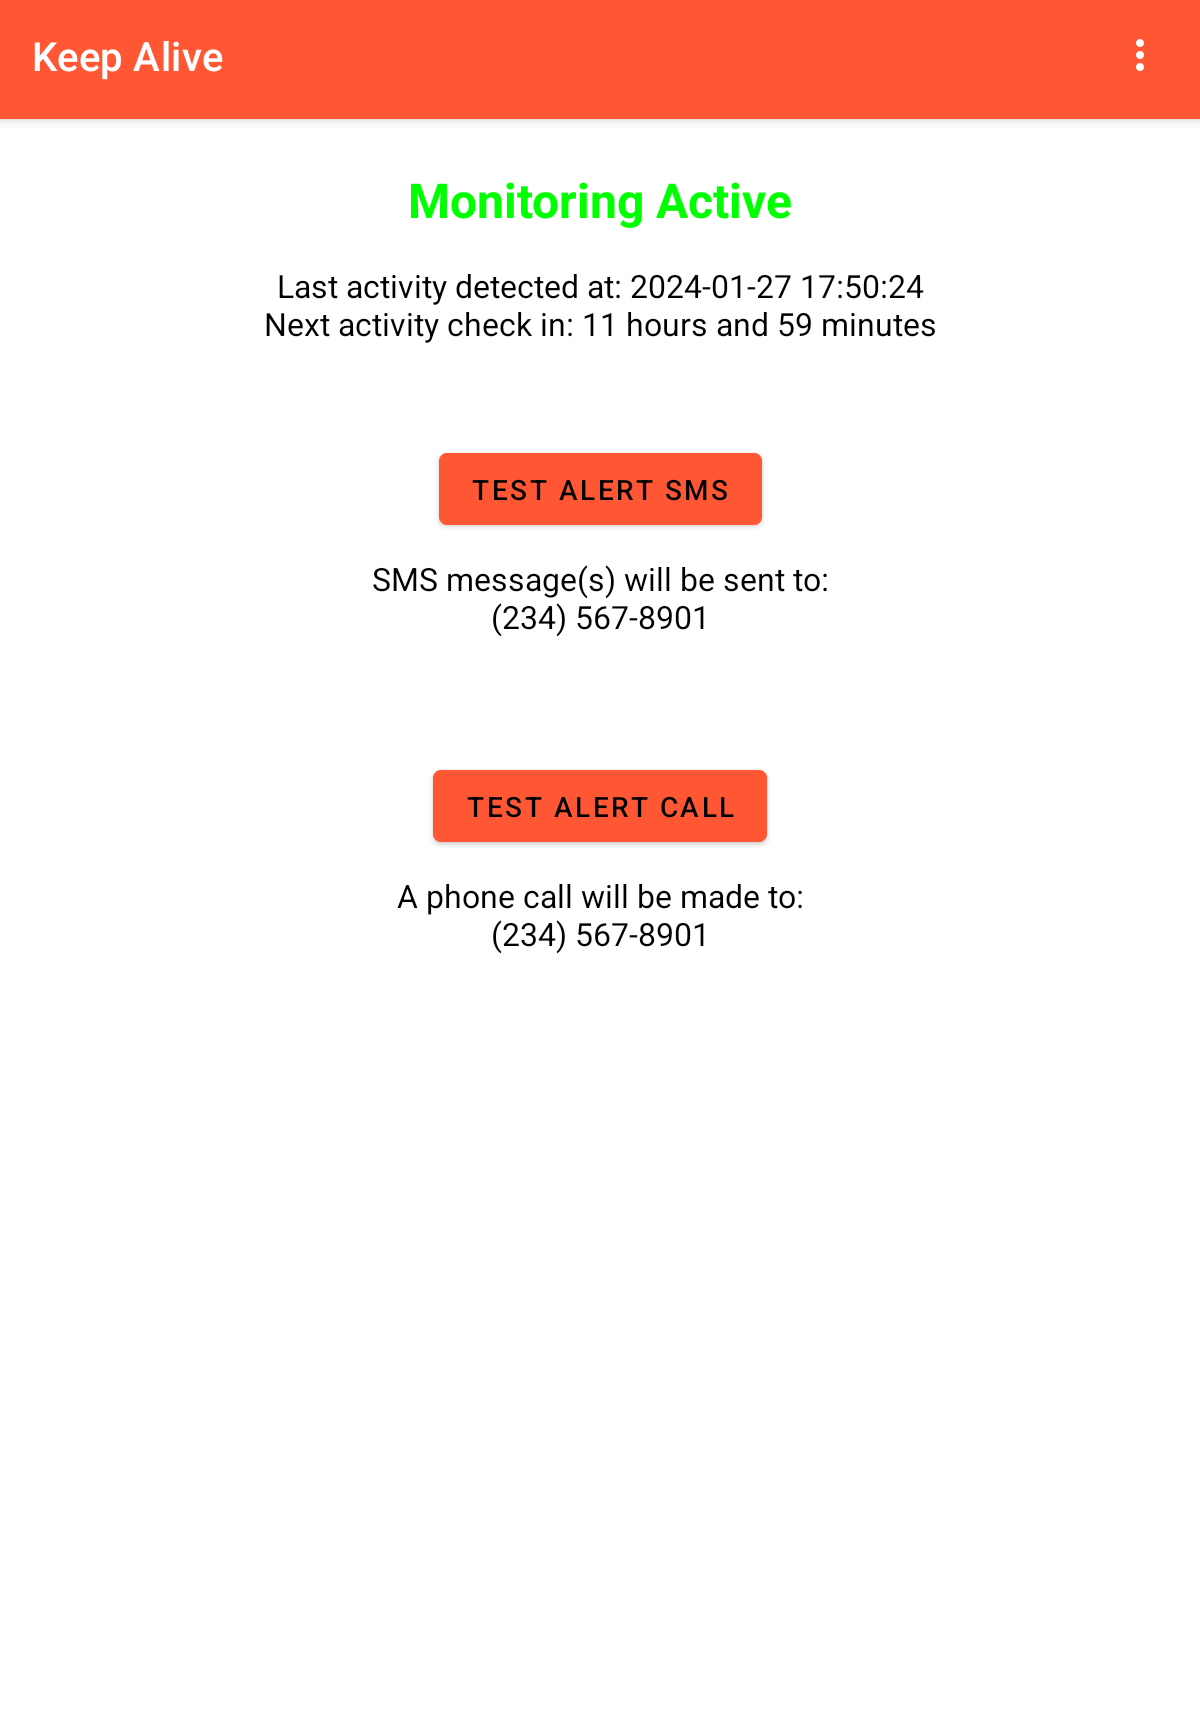 Keep Alive
Monitoring Active
Last activity detected at: 2024-01-27 17:50:24
Next activity check in: 11 hours and 59 minutes
TEST ALERT SMS
SMS message(s) will be sent to:
(234) 567-8901
TEST ALERT CALL
A phone call will be made to:
(234) 567-8901